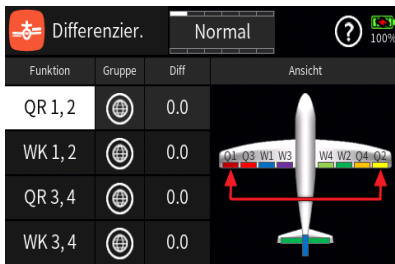 Differenzier. Normal ? 100%
Funktion Gruppe Diff Ansicht
QR 1, 2 0.0
WK 1, 2 0.0
Q1 Q3 W1 W3 W4 W2 Q4 Q2
QR 3, 4 0.0
WK 3, 4 0.0